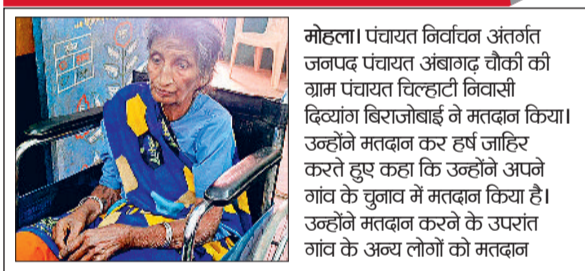 मोहला। पंचायत निर्वाचन अंतर्गत
जनपद पंचायत अंबागढ़ चौकी की
ग्राम पंचायत चिल्हाटी निवासी
दिव्यांग बिराजोबाई ने मतदान किया।
उन्होंने मतदान कर हर्ष जाहिर
करते हुए कहा कि उन्होंने अपने
गांव के चुनाव में मतदान किया है।
उन्होंने मतदान करने के उपरांत
गांव के अन्य लोगों को मतदान